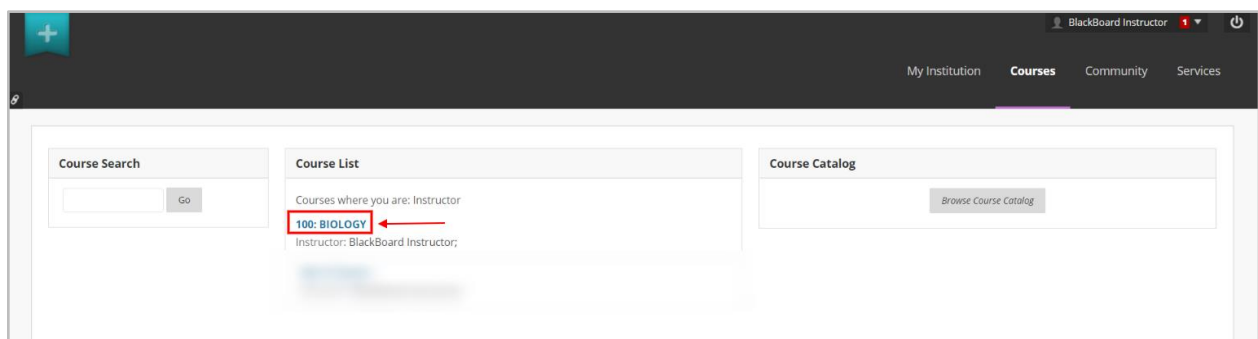 BlackBoard Instructor 1
My Institution Courses Community Services
Course Search
Go
Course List
Courses where you are: Instructor
100: BIOLOGY
Instructor: BlackBoard Instructor;
Course Catalog
Browse Course Catalog